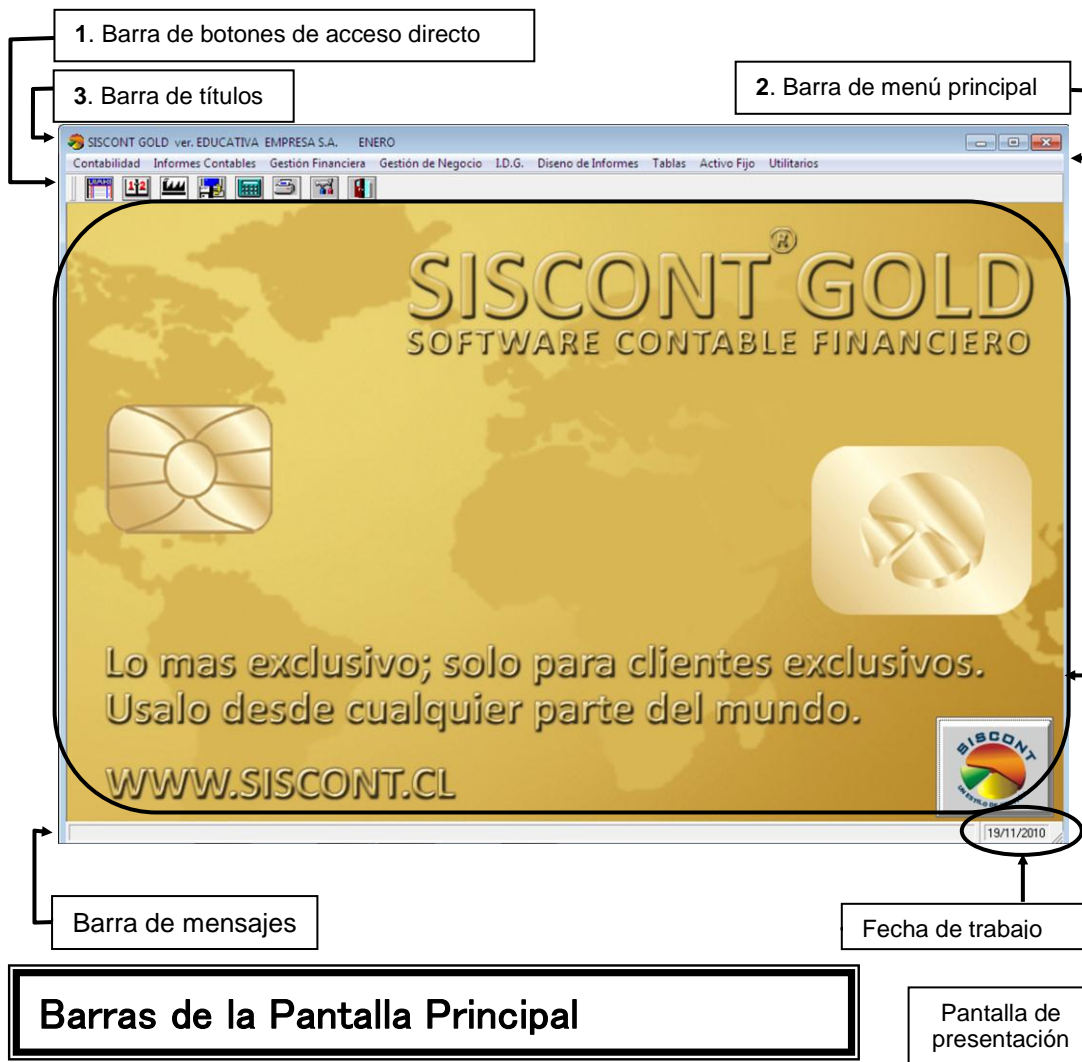 1. Barra de botones de acceso directo
2. Barra de menú principal
3. Barra de títulos
SISCONT GOLD ver. EDUCATIVA EMPRESA S.A. ENERO
Contabilidad Informes Contables Gestión Financiera Gestión de Negocio I.D.G. Diseno de Informes Tablas Activo Fijo Utilitarios
SISCONT® GOLD
SOFTWARE CONTABLE FINANCIERO
Lo mas exclusivo; solo para clientes exclusivos.
Usalo desde cualquier parte del mundo.
WWW.SISCONT.CL
SISCONT
19/11/2010
Barra de mensajes
Fecha de trabajo
Barras de la Pantalla Principal
Pantalla de
presentación